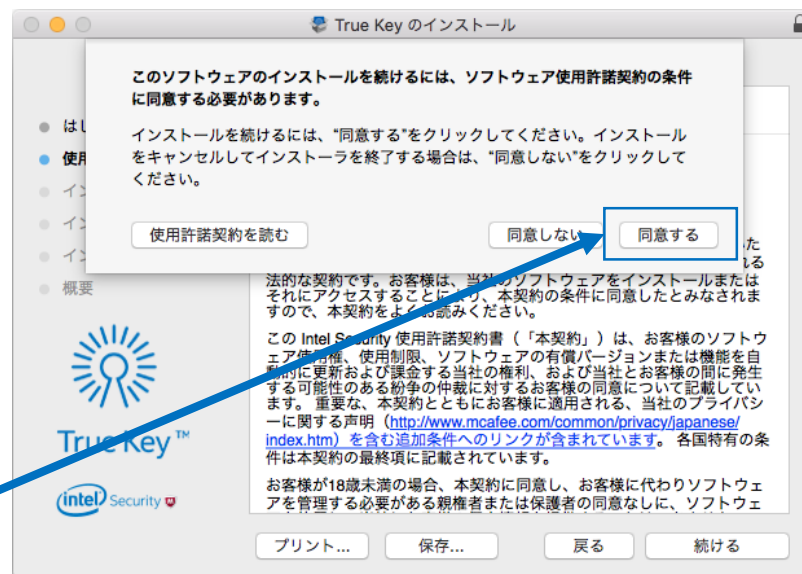 True Key のインストール
このソフトウェアのインストールを続けるには、ソフトウェア使用許諾契約の条件
に同意する必要があります。
インストールを続けるには、“同意する”をクリックしてください。インストール
をキャンセルしてインストーラを終了する場合は、“同意しない”をクリックして
ください。
使用許諾契約を読む
同意しない
同意する
はじ
使用
イン
イン
イン
概要
た
る
法的な契約です。お客様は、当社のソフトウェアをインストールまたは
それにアクセスすることにより、本契約の条件に同意したとみなされま
すので、本契約をよくお読みください。
この Intel Security 使用許諾契約書（「本契約」）は、お客様のソフトウ
ェア使用権、使用制限、ソフトウェアの有償バージョンまたは機能を自
動的に更新および課金する当社の権利、および当社とお客様の間に発生
する可能性のある紛争の仲裁に対するお客様の同意について記載してい
ます。 重要な、本契約とともにお客様に適用される、当社のプライバシ
ーに関する声明（http://www.mcafee.com/common/privacy/japanese/
index.htm）を含む追加条件へのリンクが含まれています。 各国特有の条
件は本契約の最終項に記載されています。
お客様が18歳未満の場合、本契約に同意し、お客様に代わりソフトウェ
アを管理する必要がある親権者または保護者の同意なしに、ソフトウェ
True Key ™
intel Security
プリント...
保存...
戻る
続ける